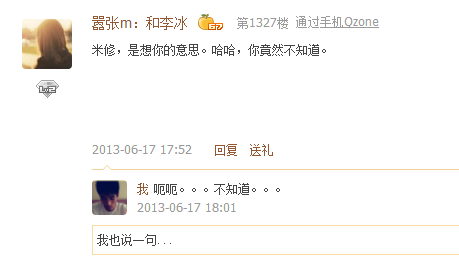 嚣张m：和李冰 第1327楼 通过手机Qzone
米修，是想你的意思。哈哈，你竟然不知道。
2013-06-17 17:52 回复 送礼
我 呃呃。。。不知道。。。
2013-06-17 18:01
我也说一句...